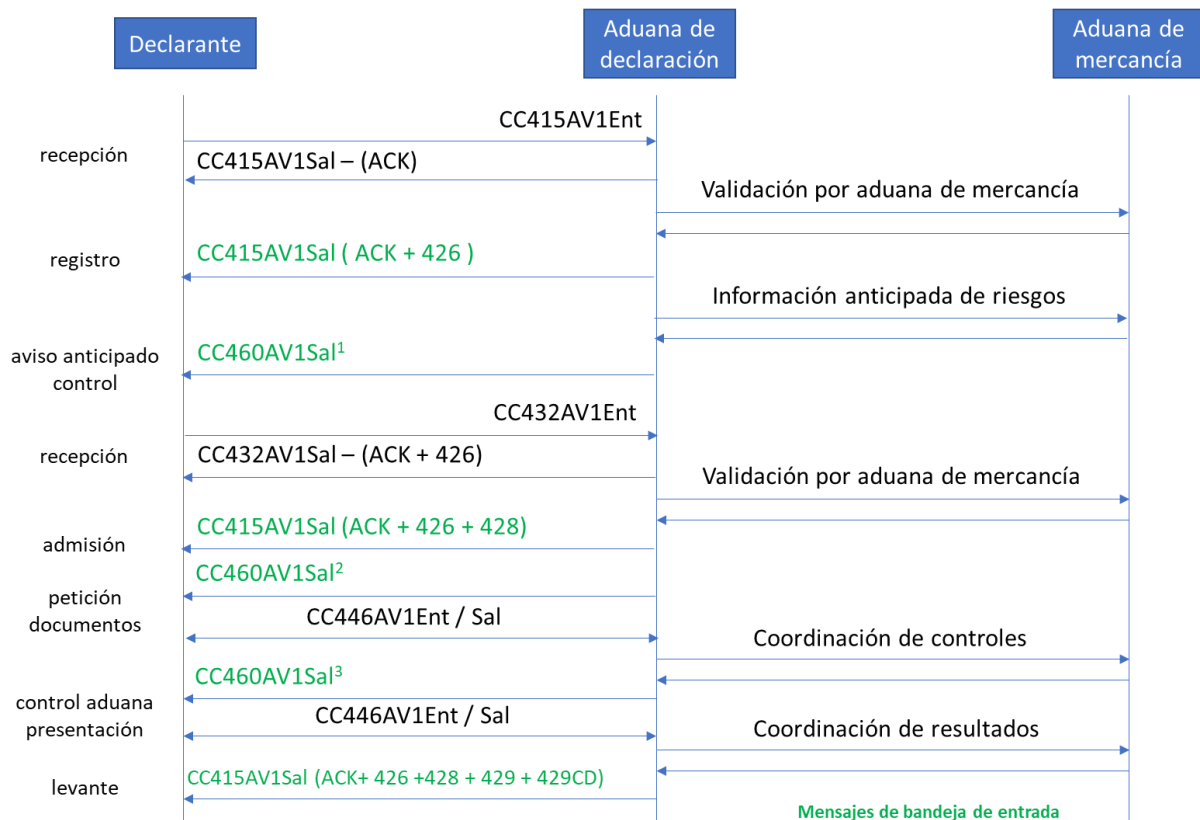 Declarante
Aduana de
declaración
Aduana de
mercancía
CC415AV1Ent
recepción
CC415AV1Sal – (ACK)
Validación por aduana de mercancía
CC415AV1Sal ( ACK + 426 )
registro
Información anticipada de riesgos
CC460AV1Sal¹
aviso anticipado
control
CC432AV1Ent
recepción
CC432AV1Sal – (ACK + 426)
Validación por aduana de mercancía
CC415AV1Sal (ACK + 426 + 428)
admisión
CC460AV1Sal²
petición
documentos
CC446AV1Ent / Sal
Coordinación de controles
CC460AV1Sal³
control aduana
presentación
CC446AV1Ent / Sal
Coordinación de resultados
CC415AV1Sal (ACK+ 426 +428 + 429 + 429CD)
levante
Mensajes de bandeja de entrada